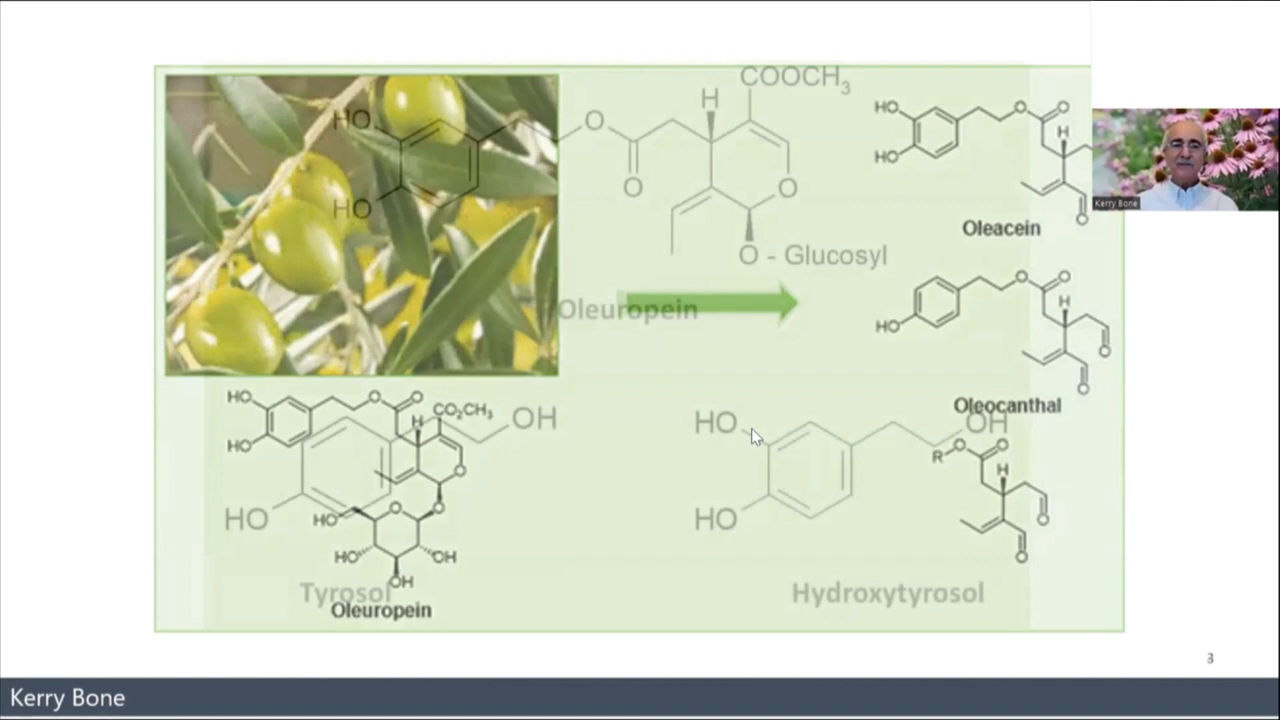 COOCH3
HO
H
O
O
HO
O
O - Glucosyl
Oleuropein
HO
O
O
H
HO
O
Oleacein
Kerry Bone
O
O
H
HO
O
O
Oleocanthal
HO
O
O
CO2CH3
H
HO
O
O
O
HO
HO
OH
OH
Oleuropein
OH
HO
Tyrosol
HO
OH
HO
Hydroxytyrosol
R
O
O
H
O
O
3
Kerry Bone